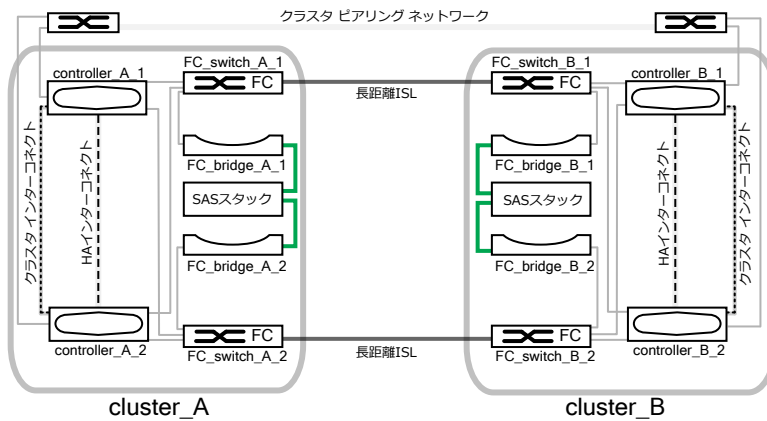 クラスタ ピアリング ネットワーク
controller_A_1
FC_switch_A_1
FC
長距離ISL
FC_switch_B_1
FC
controller_B_1
クラスタ インターコネクト
HAインターコネクト
FC_bridge_A_1
SASスタック
FC_bridge_A_2
FC_bridge_B_1
SASスタック
FC_bridge_B_2
HAインターコネクト
クラスタ インターコネクト
controller_A_2
FC
FC_switch_A_2
長距離ISL
FC
FC_switch_B_2
controller_B_2
cluster_A
cluster_B